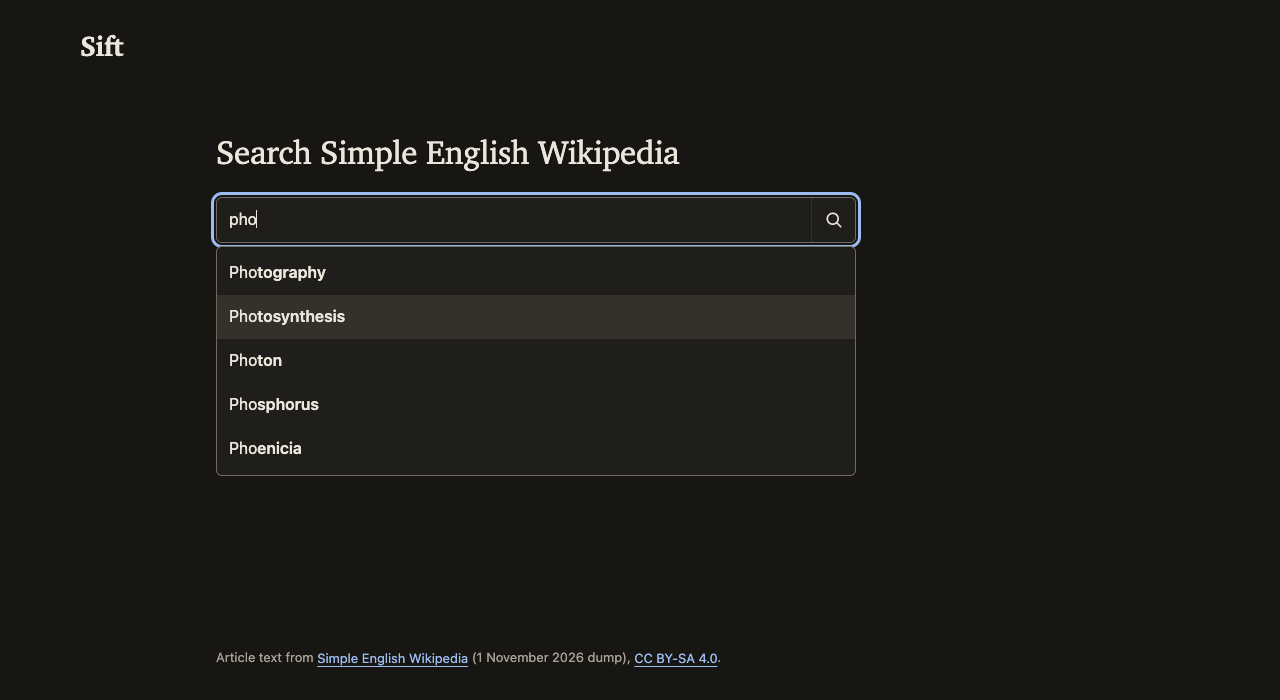 Sift
Search Simple English Wikipedia
pho
Photography
Photosynthesis
Photon
Phosphorus
Phoenicia
Article text from Simple English Wikipedia (1 November 2026 dump), CC BY-SA 4.0.